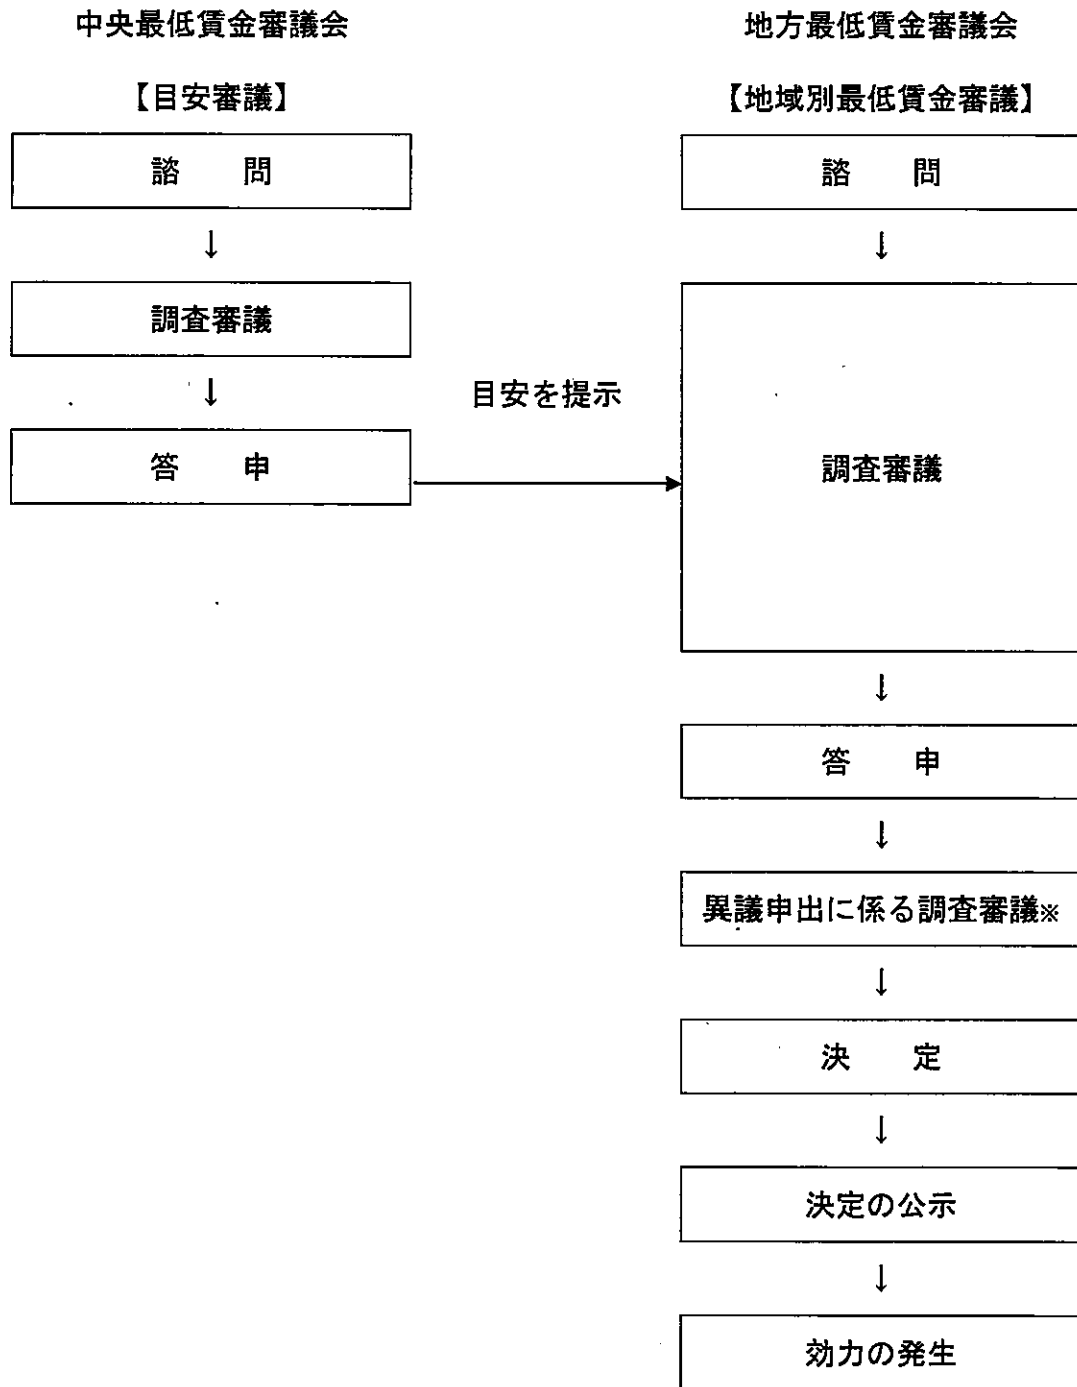 中央最低賃金審議会
【目安審議】
諮　問
↓
調査審議
↓
答　申
目安を提示
地方最低賃金審議会
【地域別最低賃金審議】
諮　問
↓
調査審議
↓
答　申
↓
異議申出に係る調査審議※
↓
決　定
↓
決定の公示
↓
効力の発生